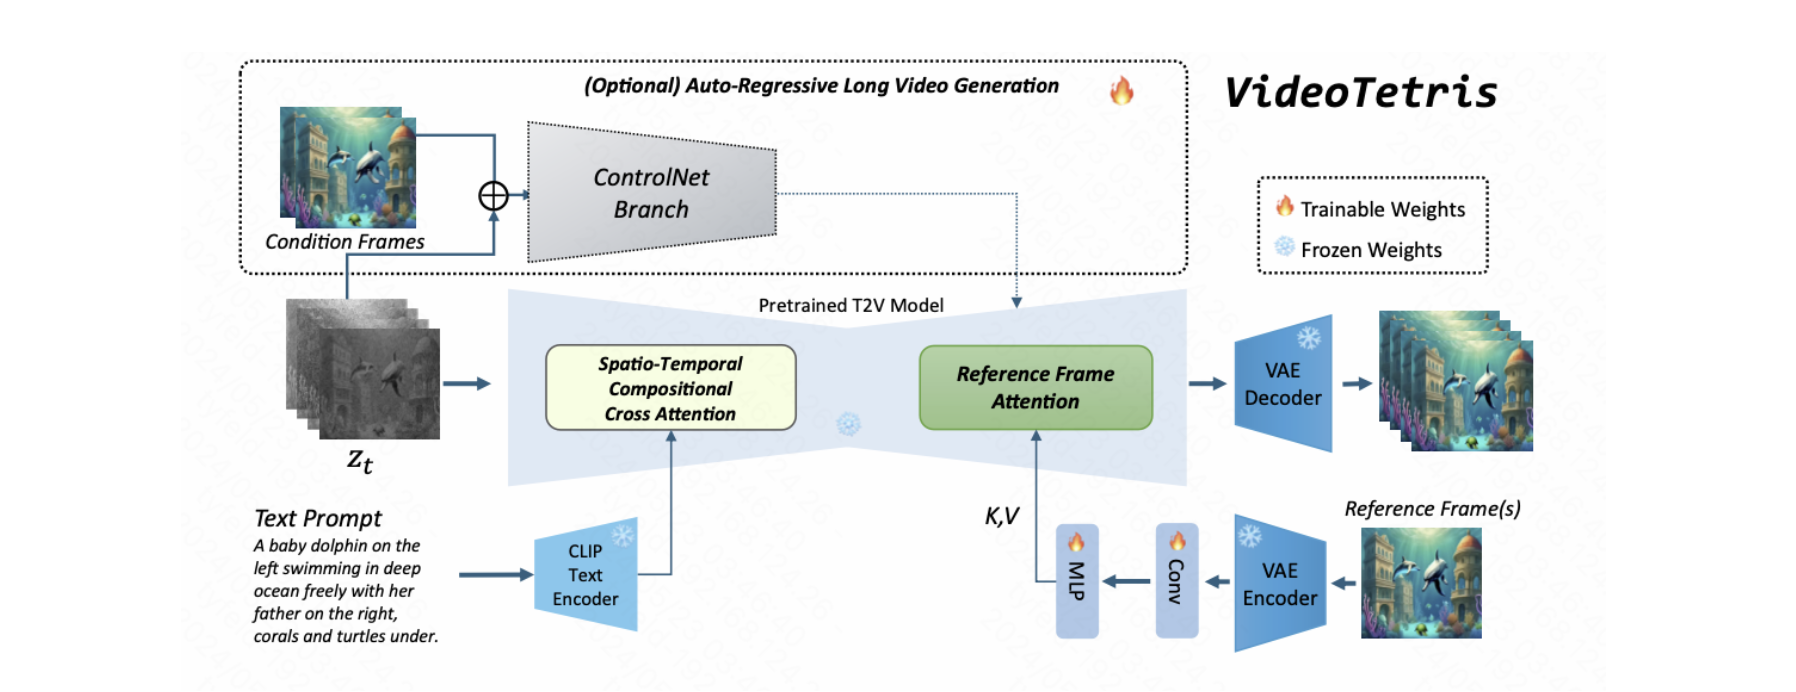 (Optional) Auto-Regressive Long Video Generation
VideoTetris
ControlNet
Branch
Condition Frames
Trainable Weights
Frozen Weights
Pretrained T2V Model
Spatio-Temporal
Compositional
Cross Attention
Reference Frame
Attention
VAE
Decoder
Zt
Text Prompt
A baby dolphin on the
left swimming in deep
ocean freely with her
father on the right,
corals and turtles under.
CLIP
Text
Encoder
K,V
MLP
Conv
VAE
Encoder
Reference Frame(s)